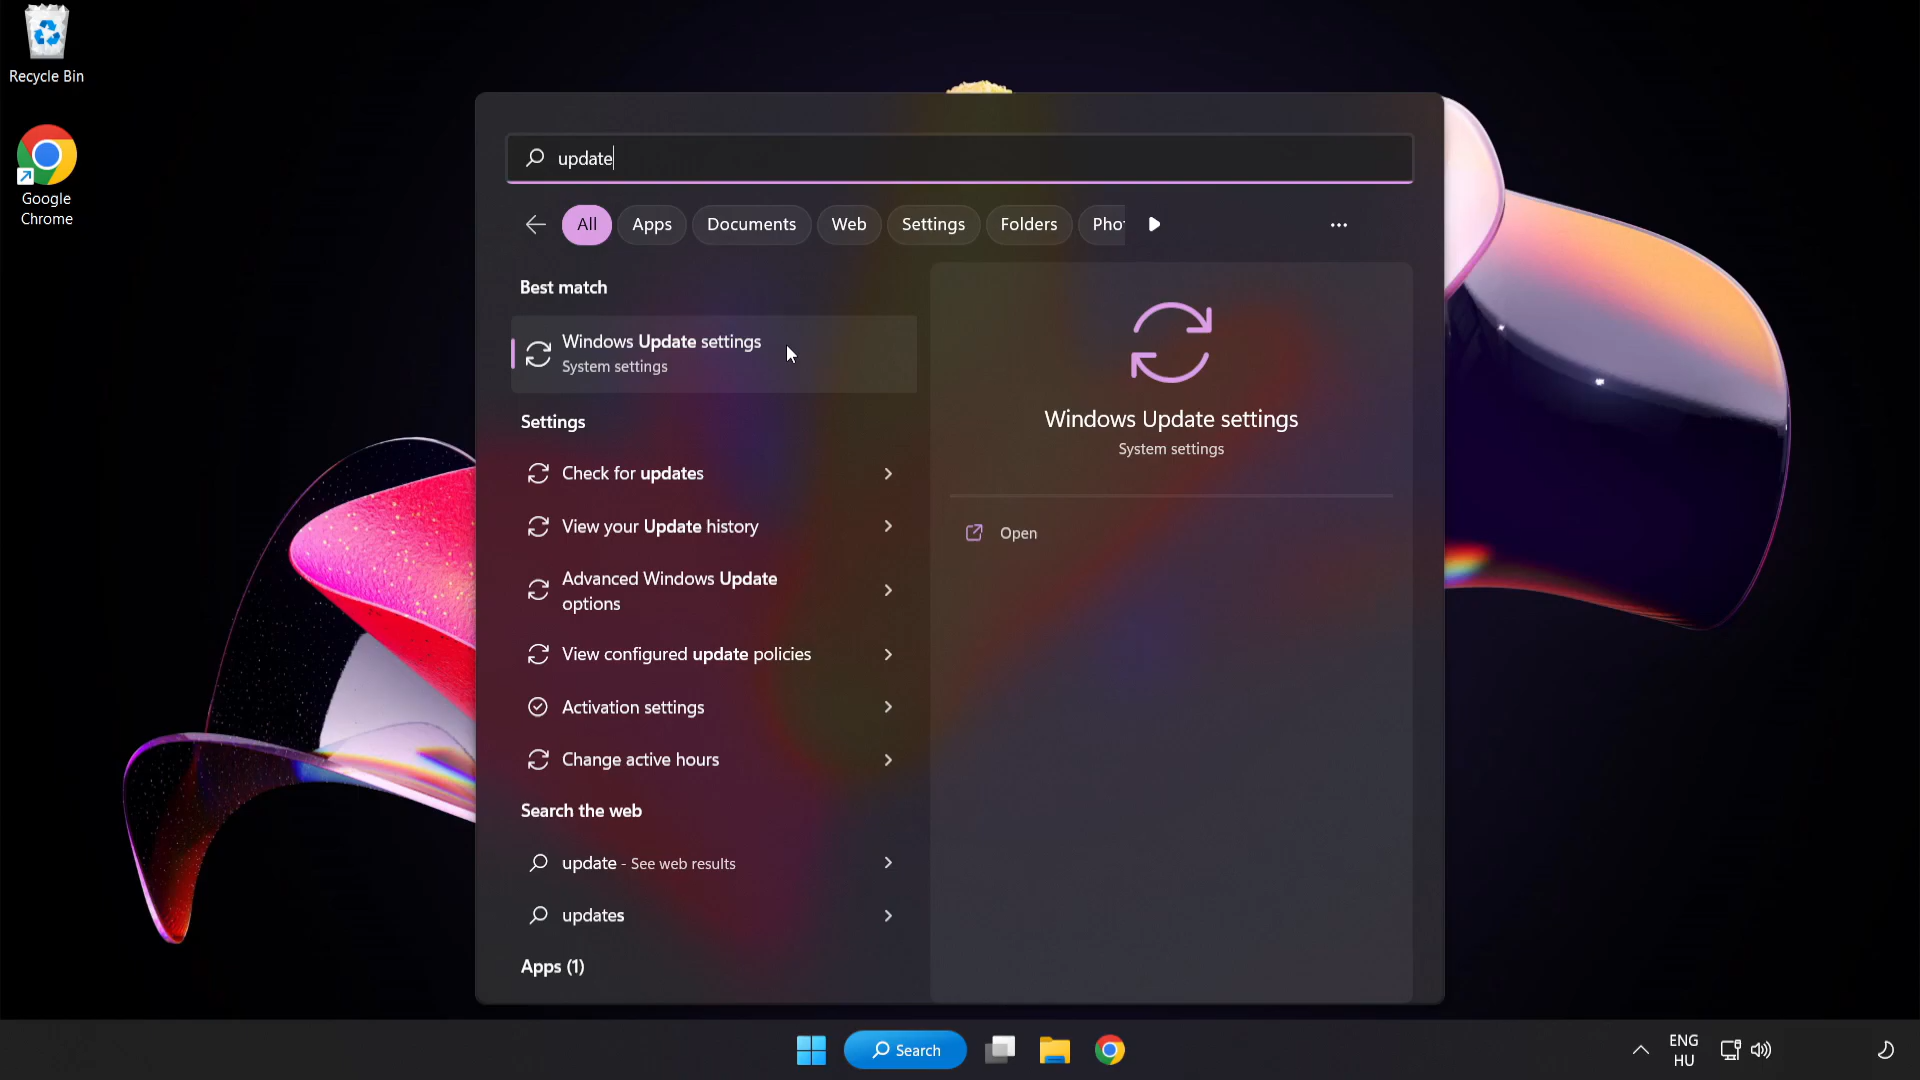 Recycle Bin
Google
Chrome
update
All
Apps
Documents
Web
Settings
Folders
Pho
Best match
Windows Update settings
System settings
Settings
Check for updates
View your Update history
Advanced Windows Update
options
View configured update policies
Activation settings
Change active hours
Search the web
update - See web results
updates
Apps (1)
Windows Update settings
System settings
Open
Search
ENG
HU